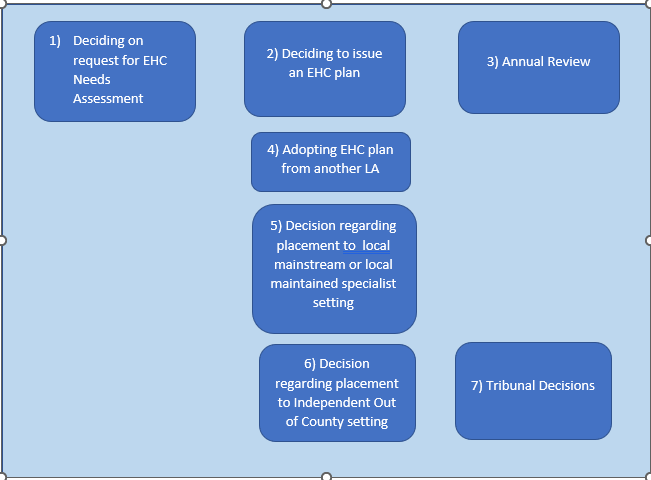 1) Deciding on
request for EHC
Needs
Assessment
2) Deciding to issue
an EHC plan
3) Annual Review
4) Adopting EHC plan
from another LA
5) Decision regarding
placement to local
mainstream or local
maintained specialist
setting
6) Decision
regarding placement
to Independent Out
of County setting
7) Tribunal Decisions